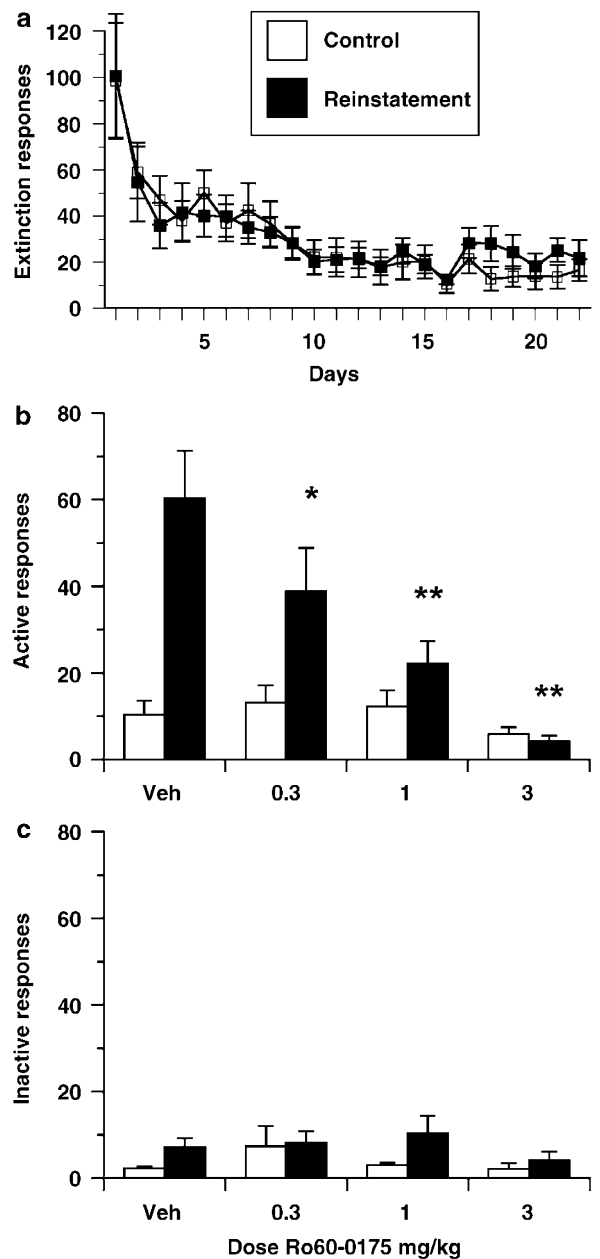 a
Control
Reinstatement
Extinction responses
120
100
80
60
40
20
0
5 10 15 20
Days
b
Active responses
80
60
40
20
0
*
**
**
Veh 0.3 1 3
c
Inactive responses
80
60
40
20
0
Veh 0.3 1 3
Dose Ro60-0175 mg/kg